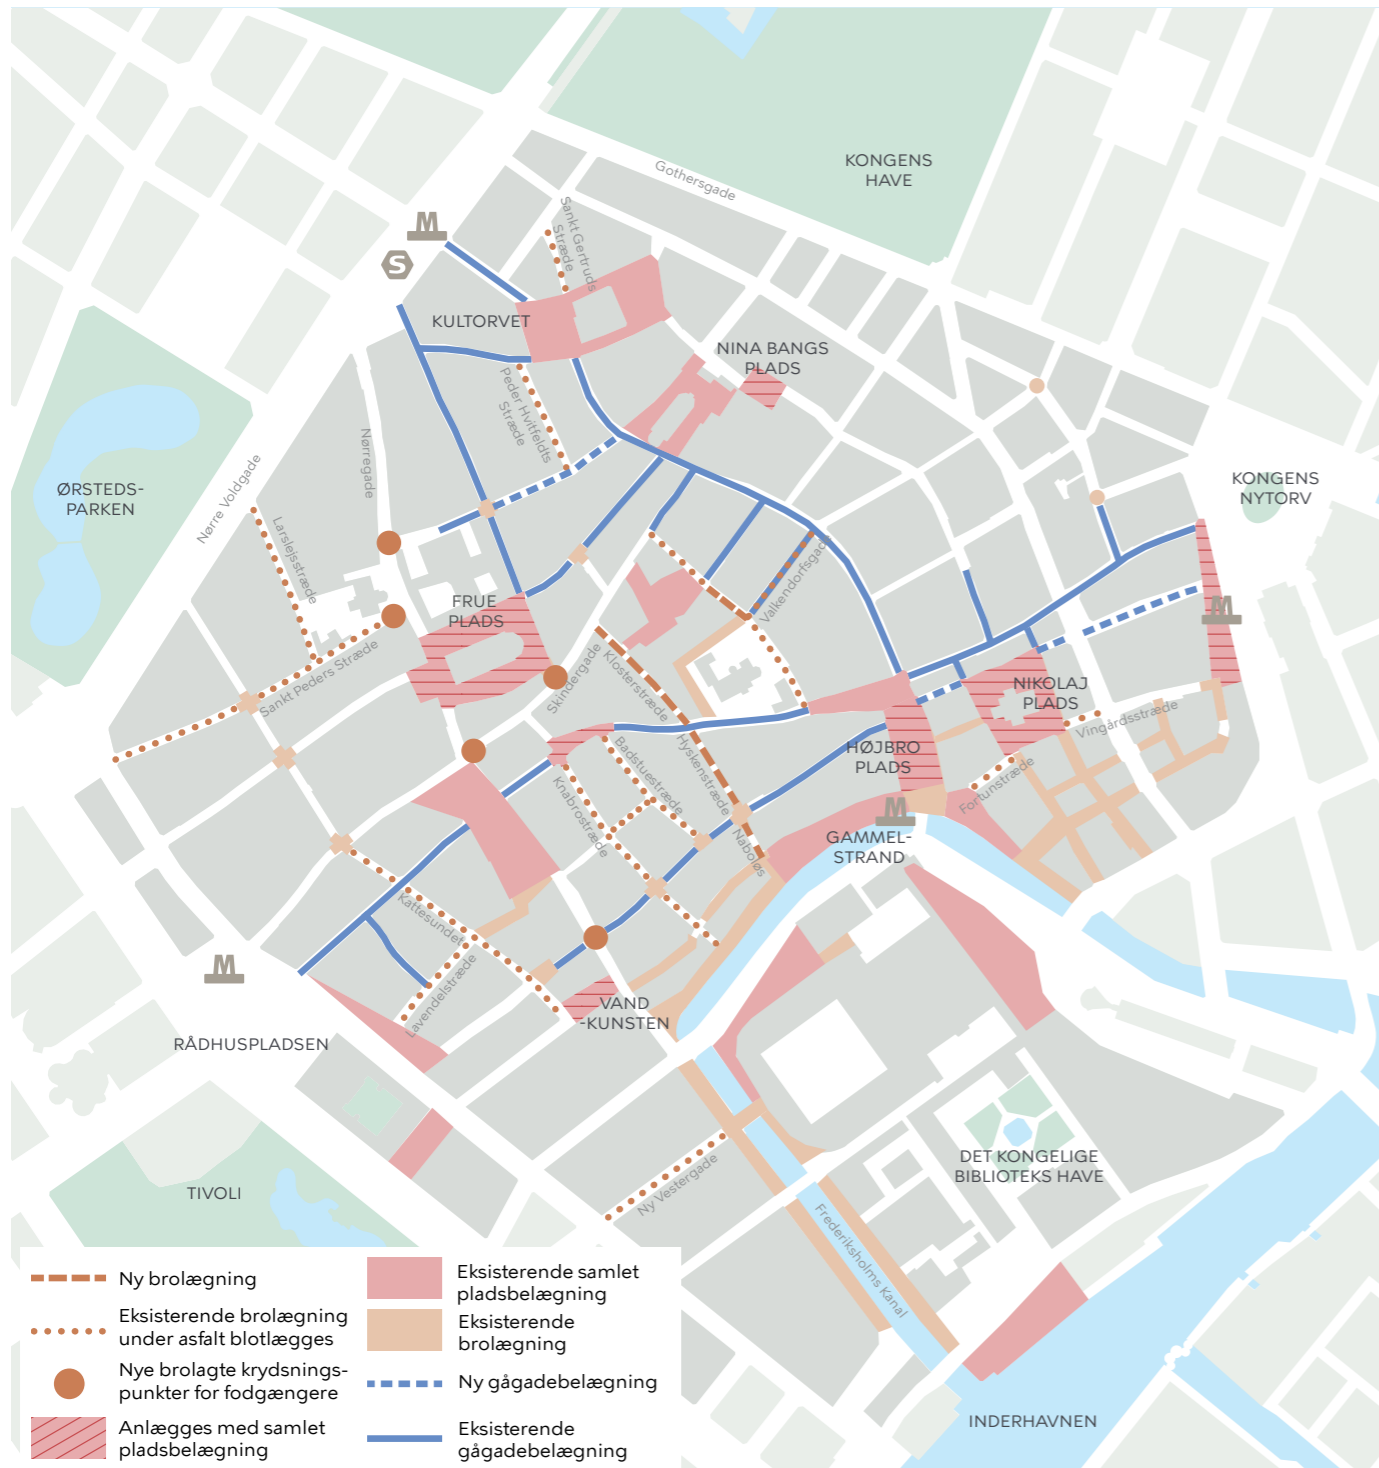 KONGENS
HAVE
Gothersgade
Sankt Gertruds
Stræde
M
S
KULTORVET
NINA BANGS
PLADS
Peder Hvitfeldts
Stræde
Nørregade
Nørre Voldgade
ØRSTEDS-
PARKEN
KONGENS
NYTORV
Larslejsstræde
FRUE
PLADS
Valkendorfsgade
M
Sankt Peders Stræde
Skindergade
Klosterstræde
NIKOLAJ
PLADS
Vingårdsstræde
HØJBRO
PLADS
Hyskenstræde
Badstuestræde
Knabrostræde
Fortunstræde
M
GAMMEL-
STRAND
Naboløs
Kattesundet
M
Lavendelstræde
VAND
-KUNSTEN
RÅDHUSPLADSEN
DET KONGELIGE
BIBLIOTEKS HAVE
TIVOLI
Ny Vestergade
Frederiksholms Kanal
INDERHAVNEN
Ny brolægning
Eksisterende brolægning
under asfalt blotlægges
Nye brolagte krydsnings-
punkter for fodgængere
Anlægges med samlet
pladsbelægning
Eksisterende samlet
pladsbelægning
Eksisterende
brolægning
Ny gågadebelægning
Eksisterende
gågadebelægning